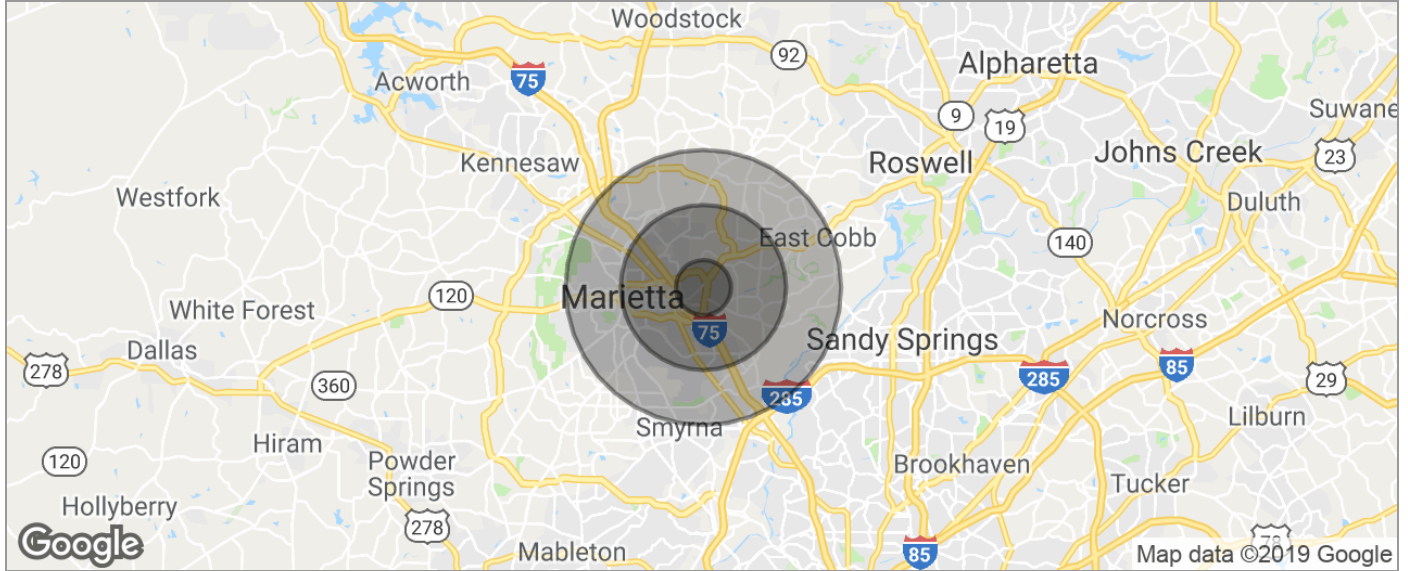 Woodstock
92
Alpharetta
Acworth
75
9
19
Suwane
Kennesaw
Roswell
Johns Creek
23
Westfork
Duluth
East Cobb
140
120
Marietta
White Forest
75
Norcross
Sandy Springs
Dallas
278
360
285
285
85
29
Smyrna
Lilburn
Hiram
120
Powder
Springs
Brookhaven
Tucker
Hollyberry
278
78
Google
Mableton
85
Map data ©2019 Google